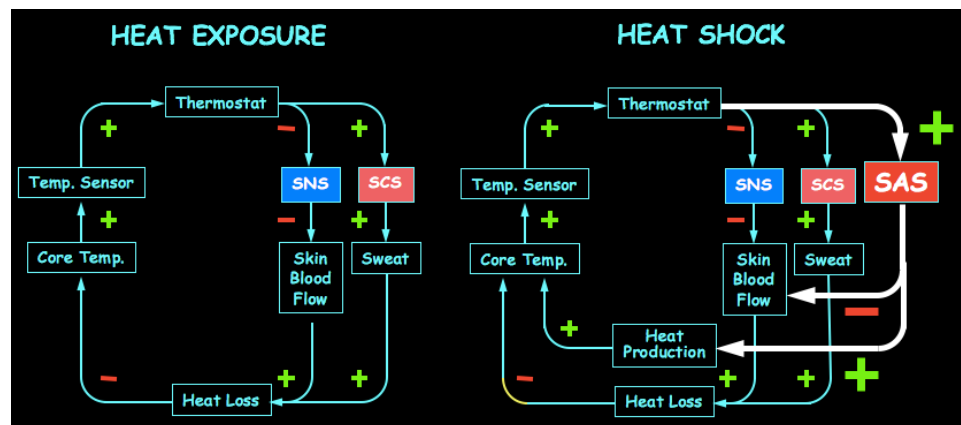 HEAT EXPOSURE
Thermostat
+
−
+
Temp. Sensor
SNS
SCS
+
−
+
Core Temp.
Skin
Blood
Flow
Sweat
−
+
+
Heat Loss
HEAT SHOCK
Thermostat
+
−
+
+
Temp. Sensor
SNS
SCS
SAS
+
−
+
Core Temp.
Skin
Blood
Flow
Sweat
−
+
Heat
Production
−
+
+
+
Heat Loss